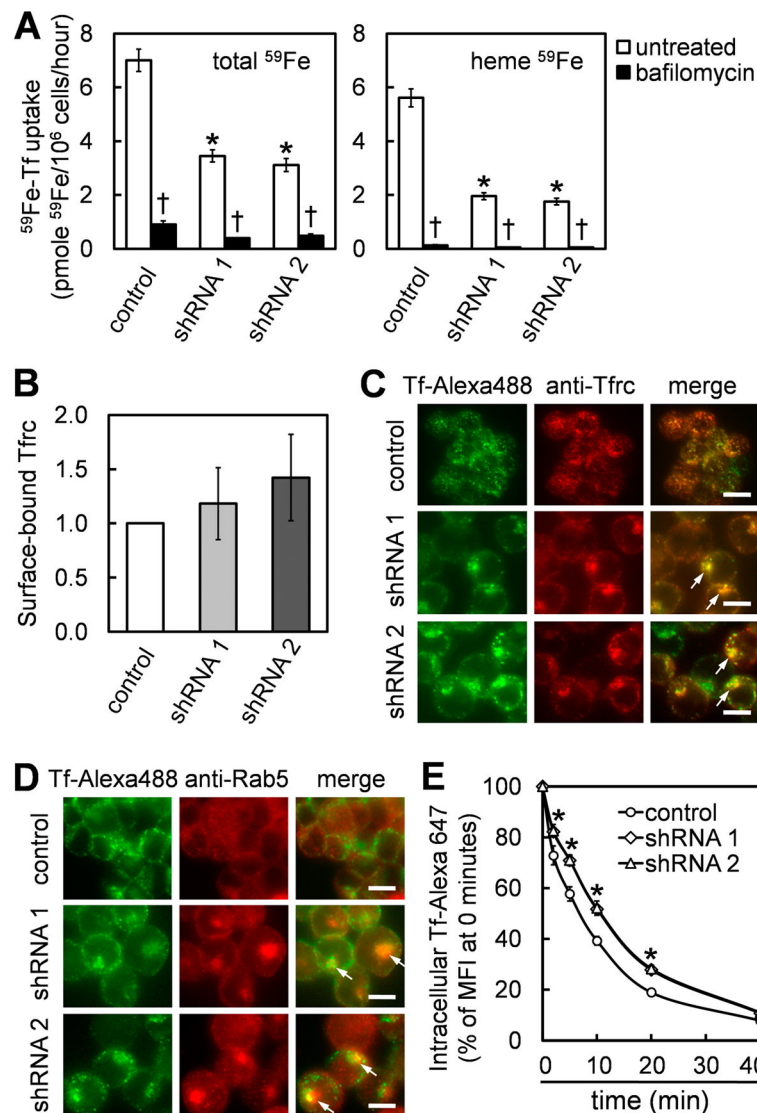 A
total ⁵⁹Fe
heme ⁵⁹Fe
untreated
bafilomycin
⁵⁹Fe-Tf uptake
(pmole ⁵⁹Fe/10⁶ cells/hour)
8
6
4
2
0
*
*
†
†
†
control
shRNA 1
shRNA 2
8
6
4
2
0
*
*
†
†
†
control
shRNA 1
shRNA 2
B
Surface-bound Tfrc
2.0
1.5
1.0
0.5
0.0
control
shRNA 1
shRNA 2
C
Tf-Alexa488 anti-Tfrc merge
control
shRNA 1
shRNA 2
D
Tf-Alexa488 anti-Rab5 merge
control
shRNA 1
shRNA 2
E
Intracellular Tf-Alexa 647
(% of MFI at 0 minutes)
100
80
60
40
20
0
control
shRNA 1
shRNA 2
*
*
*
*
0 10 20 30 40
time (min)